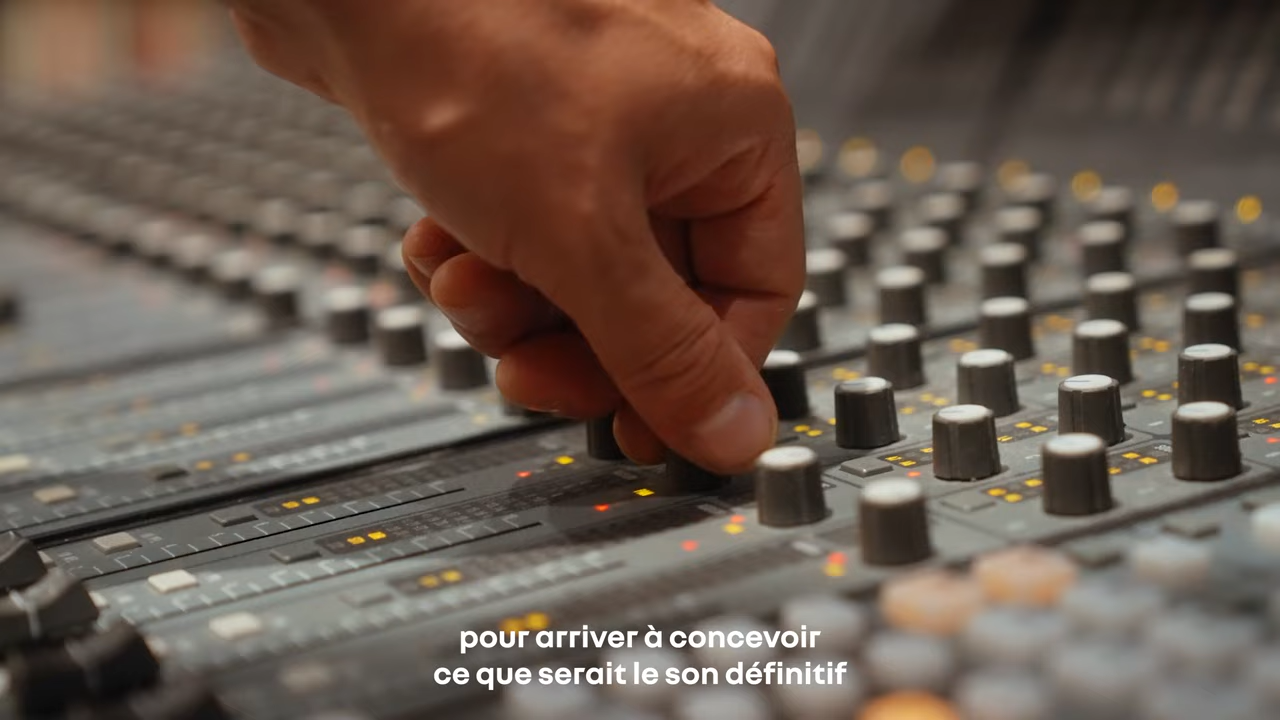 pour arriver à concevoir
ce que serait le son définitif